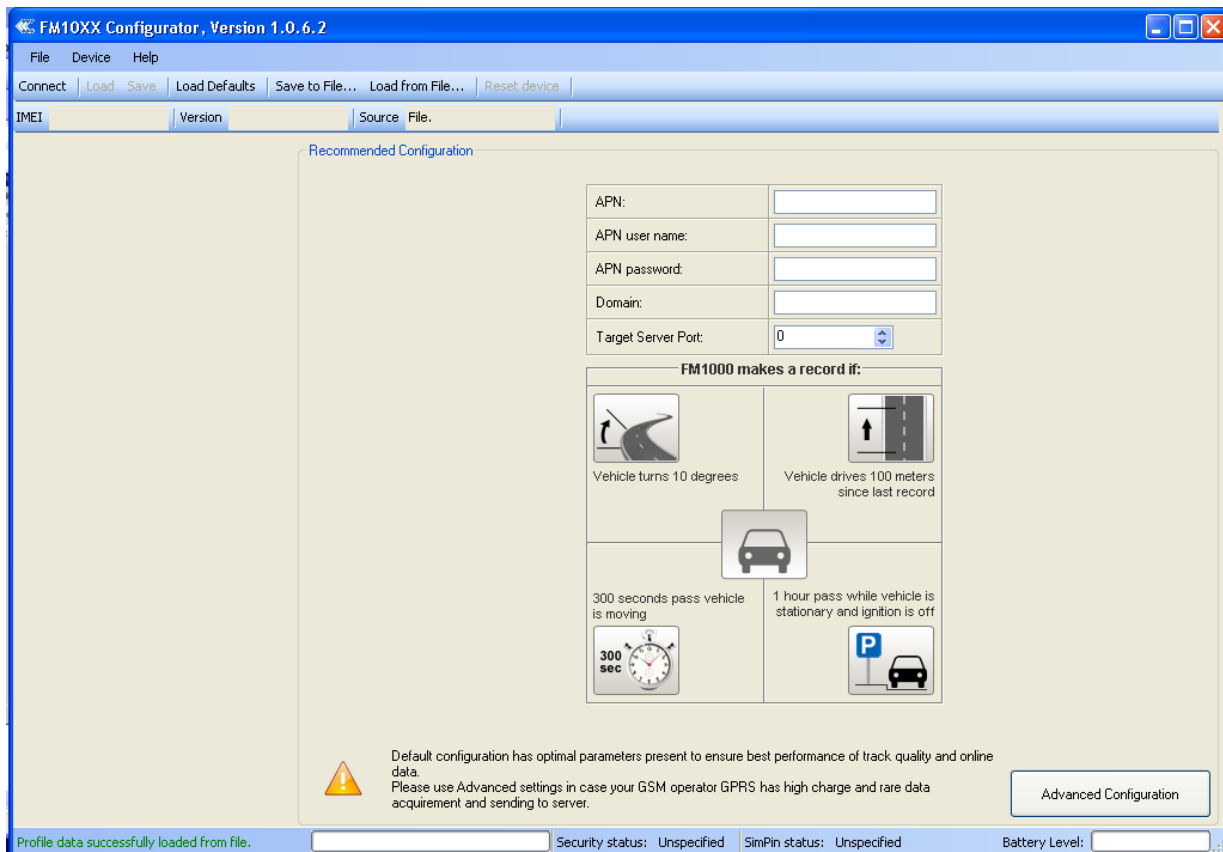 FM10XX Configurator, Version 1.0.6.2
File Device Help
Connect Load Save Load Defaults Save to File... Load from File... Reset device
IMEI Version Source File.
Recommended Configuration
APN:
APN user name:
APN password:
Domain:
Target Server Port: 0
FM1000 makes a record if:
Vehicle turns 10 degrees
Vehicle drives 100 meters
since last record
300 seconds pass vehicle
is moving
1 hour pass while vehicle is
stationary and ignition is off
300
sec
P
Default configuration has optimal parameters present to ensure best performance of track quality and online
data.
Please use Advanced settings in case your GSM operator GPRS has high charge and rare data
acquirement and sending to server.
Advanced Configuration
Profile data successfully loaded from file. Security status: Unspecified SimPin status: Unspecified Battery Level: